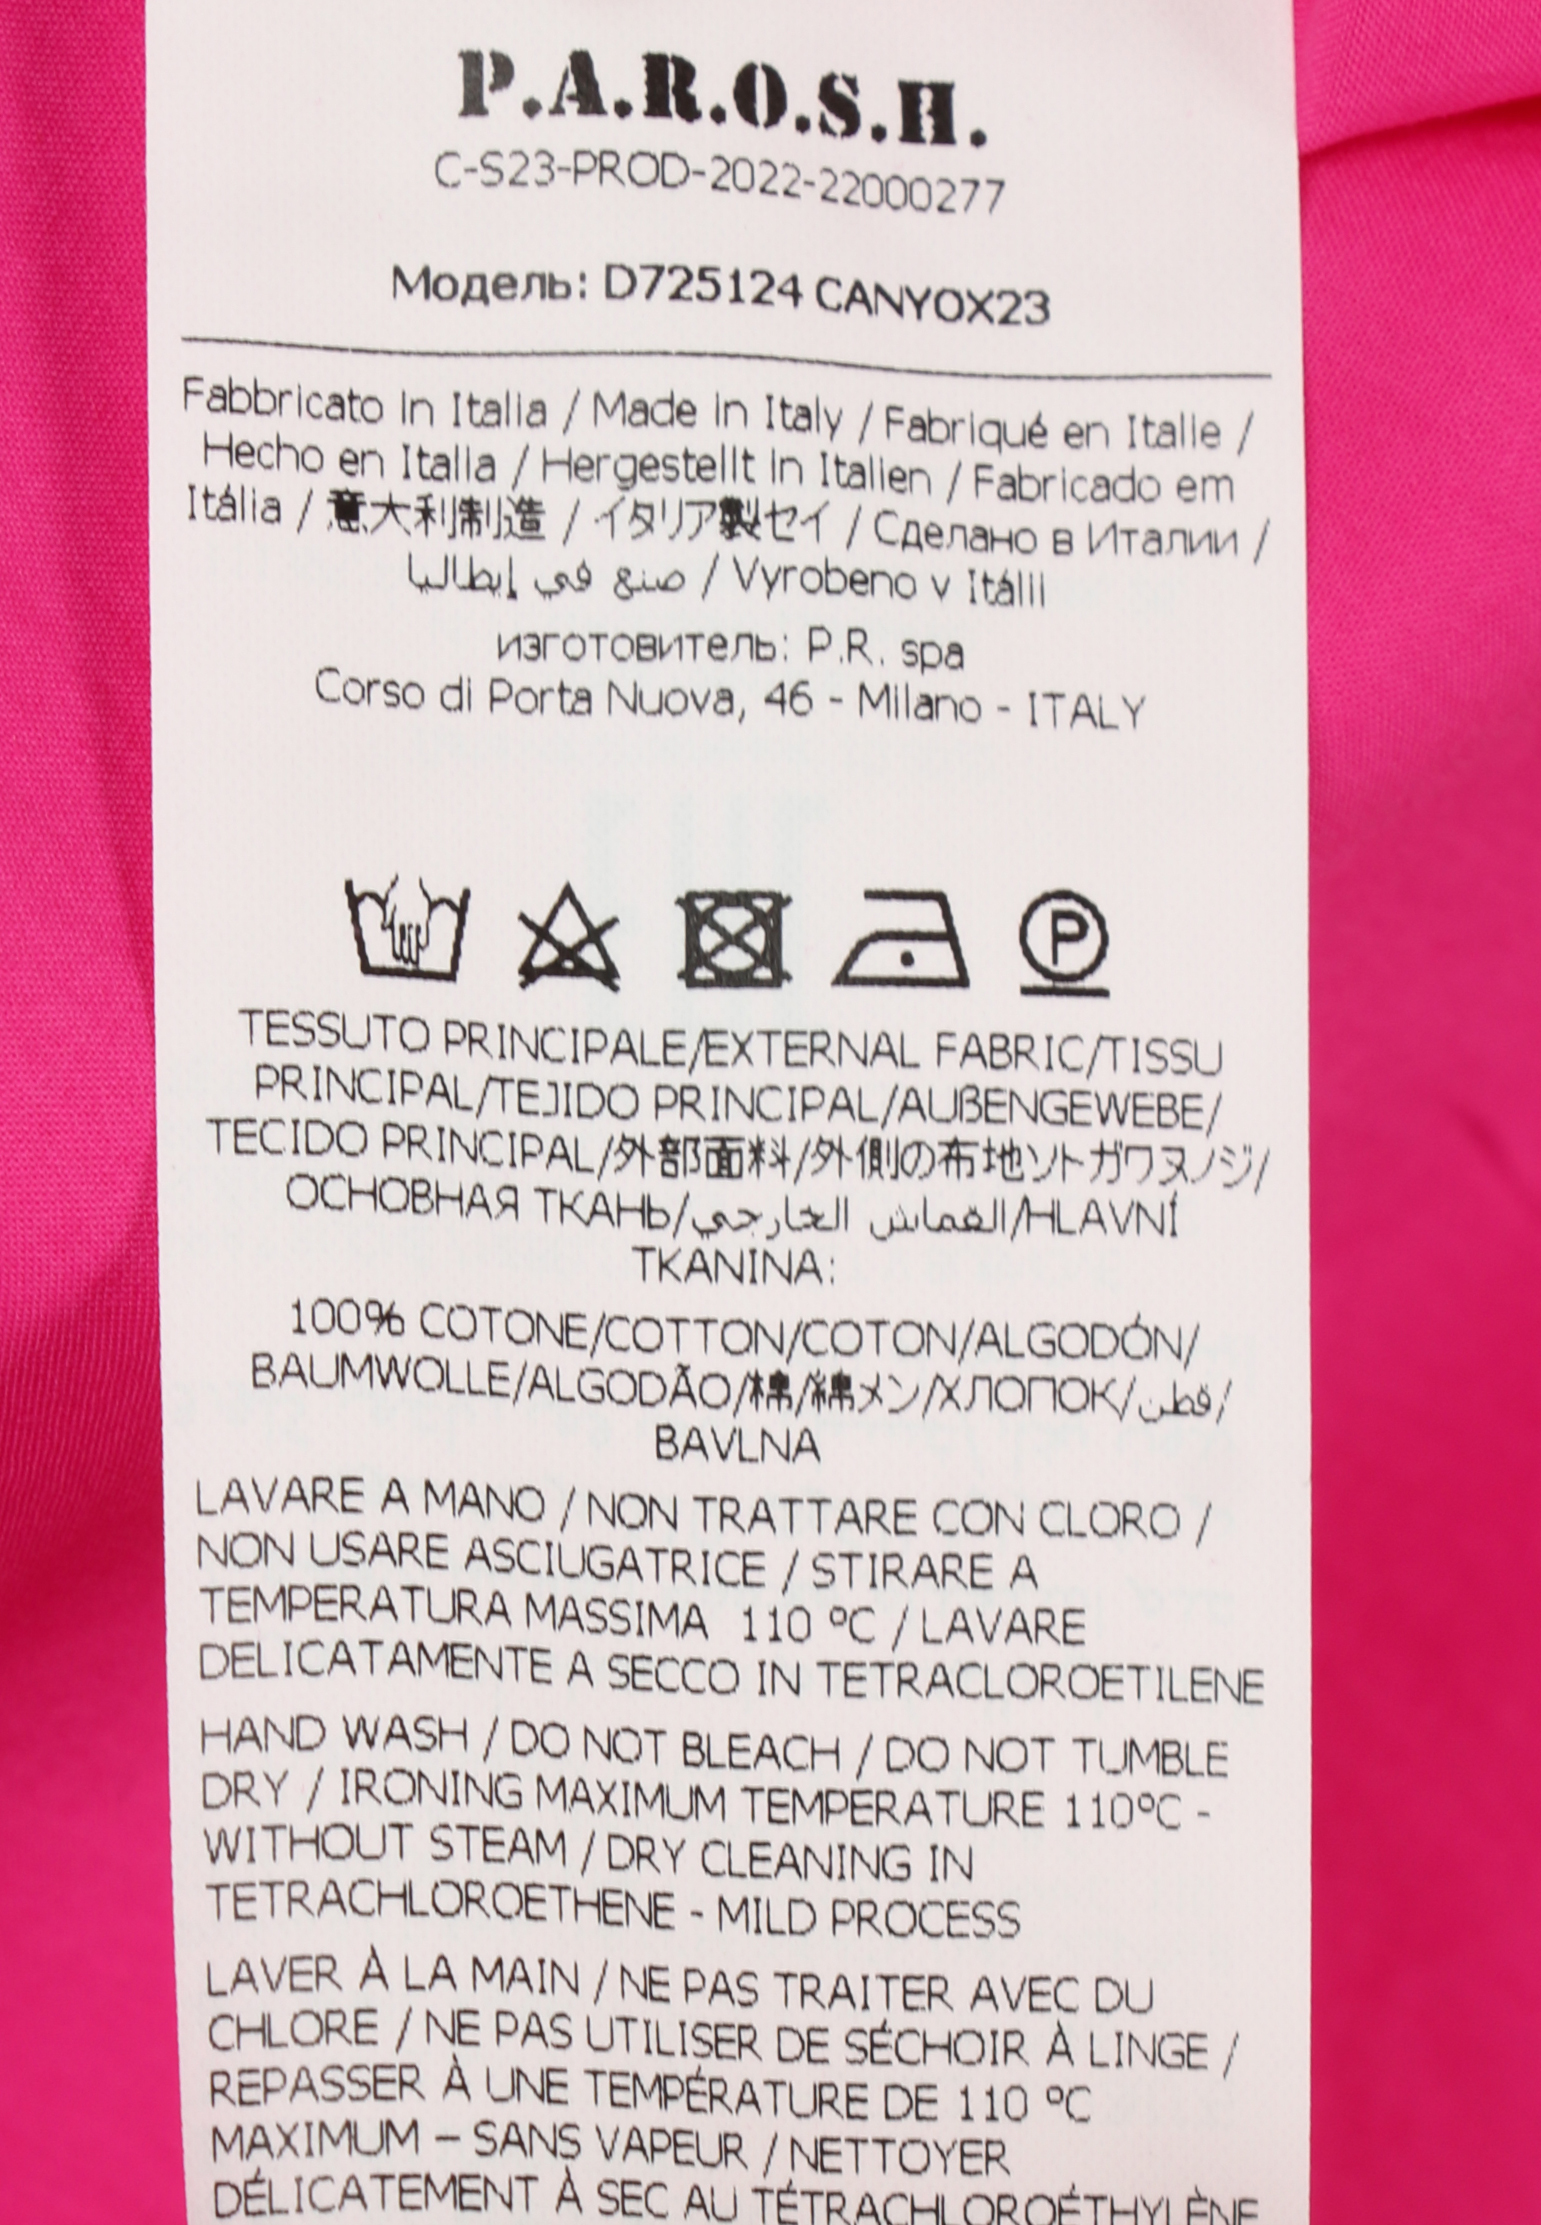 P.A.R.O.S.H.
C-S23-PROD-2022-22000277
Модель: D725124 CANYOX23
Fabbricato in Italia / Made in Italy / Fabriqué en Italie /
Hecho en Italia / Hergestellt in Italien / Fabricado em
Itália / 意大利制造 / イタリア製セイ / Сделано в Италии /
صنع في إيطاليا / Vyrobeno v Itálii
изготовитель: P.R. spa
Corso di Porta Nuova, 46 - Milano - ITALY
P
TESSUTO PRINCIPALE/EXTERNAL FABRIC/TISSU
PRINCIPAL/TEJIDO PRINCIPAL/AUßENGEWEBE/
TECIDO PRINCIPAL/外部面料/外側の布地ソトガワヌノジ/
ОСНОВНАЯ ТКАНЬ/القماش الخارجي/HLAVNÍ
TKANINA:
100% COTONE/COTTON/COTON/ALGODÓN/
BAUMWOLLE/ALGODÃO/棉/綿メン/ХЛОПОК/قطن/
BAVLNA
LAVARE A MANO / NON TRATTARE CON CLORO /
NON USARE ASCIUGATRICE / STIRARE A
TEMPERATURA MASSIMA 110 ºC / LAVARE
DELICATAMENTE A SECCO IN TETRACLOROETILENE
HAND WASH / DO NOT BLEACH / DO NOT TUMBLE
DRY / IRONING MAXIMUM TEMPERATURE 110ºC -
WITHOUT STEAM / DRY CLEANING IN
TETRACHLOROETHENE - MILD PROCESS
LAVER À LA MAIN / NE PAS TRAITER AVEC DU
CHLORE / NE PAS UTILISER DE SÉCHOIR À LINGE /
REPASSER À UNE TEMPÉRATURE DE 110 ºC
MAXIMUM – SANS VAPEUR / NETTOYER
DÉLICATEMENT À SEC AU TÉTRACHLOROÉTHYLÈNE